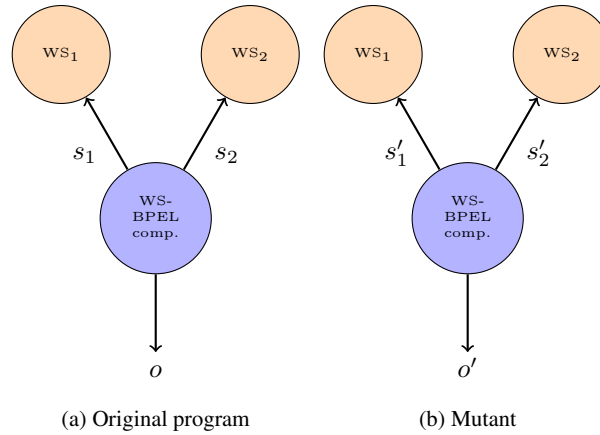 WS₁ WS₂ WS₁ WS₂
s₁ s₂ s′₁ s′₂
WS-
BPEL
comp.
WS-
BPEL
comp.
o o′
(a) Original program (b) Mutant